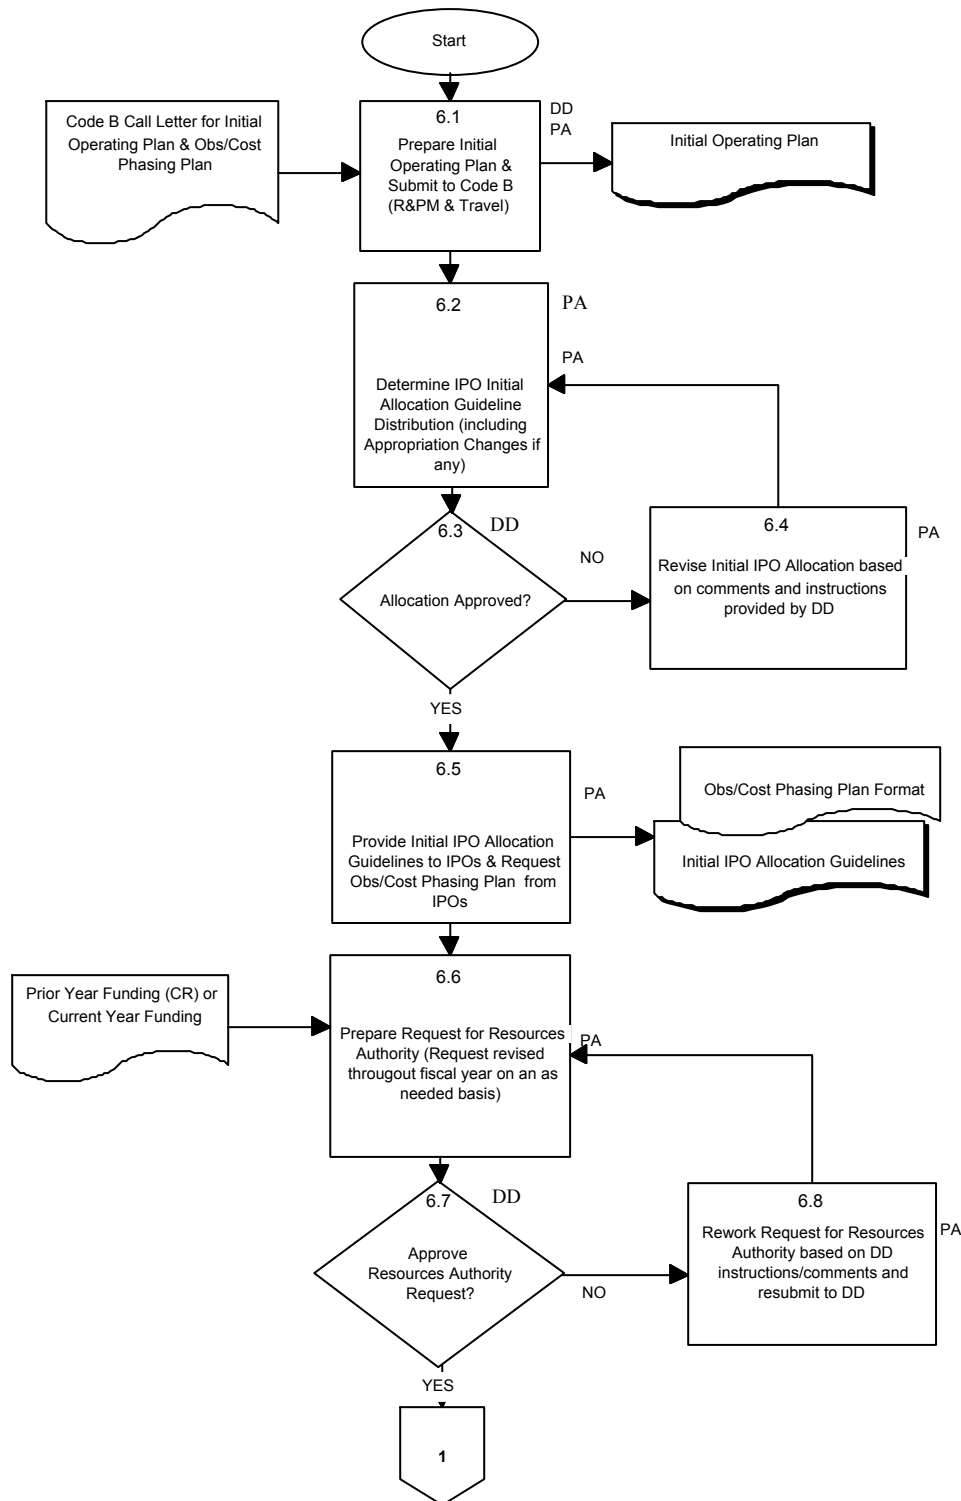 Start
Code B Call Letter for Initial
Operating Plan & Obs/Cost
Phasing Plan
6.1
Prepare Initial
Operating Plan &
Submit to Code B
(R&PM & Travel)
DD
PA
Initial Operating Plan
6.2
PA
PA
Determine IPO Initial
Allocation Guideline
Distribution (including
Appropriation Changes if
any)
6.3
DD
Allocation Approved?
NO
6.4
PA
Revise Initial IPO Allocation based
on comments and instructions
provided by DD
YES
6.5
PA
Provide Initial IPO Allocation
Guidelines to IPOs & Request
Obs/Cost Phasing Plan from
IPOs
Obs/Cost Phasing Plan Format
Initial IPO Allocation Guidelines
Prior Year Funding (CR) or
Current Year Funding
6.6
PA
Prepare Request for Resources
Authority (Request revised
througout fiscal year on an as
needed basis)
6.7
DD
Approve
Resources Authority
Request?
NO
6.8
PA
Rework Request for Resources
Authority based on DD
instructions/comments and
resubmit to DD
YES
1